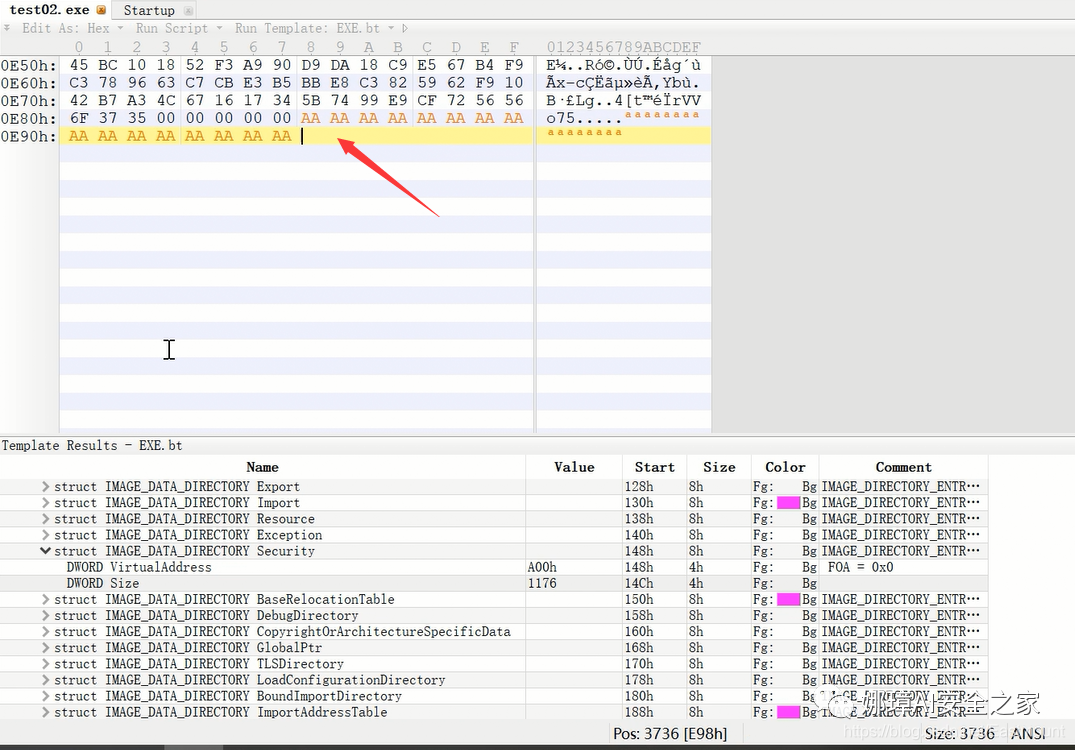 test02.exe Startup
Edit As: Hex Run Script Run Template: EXE.bt
0 1 2 3 4 5 6 7 8 9 A B C D E F 0123456789ABCDEF
0E50h: 45 BC 10 18 52 F3 A9 90 D9 DA 18 C9 E5 67 B4 F9 E¼..Ró©.ÙÚ.Éåg´ù
0E60h: C3 78 96 63 C7 CB E3 B5 BB E8 C3 82 59 62 F9 10 Ãx–cÇËãµ»èÃ‚Ybù.
0E70h: 42 B7 A3 4C 67 16 17 34 5B 74 99 E9 CF 72 56 56 B·£Lg..4[t™éÏrVV
0E80h: 6F 37 35 00 00 00 00 00 AA AA AA AA AA AA AA AA o75.....ªªªªªªªª
0E90h: AA AA AA AA AA AA AA AA ªªªªªªªª
Template Results - EXE.bt
Name Value Start Size Color Comment
struct IMAGE_DATA_DIRECTORY Export 128h 8h Fg: Bg IMAGE_DIRECTORY_ENTR…
struct IMAGE_DATA_DIRECTORY Import 130h 8h Fg: Bg IMAGE_DIRECTORY_ENTR…
struct IMAGE_DATA_DIRECTORY Resource 138h 8h Fg: Bg IMAGE_DIRECTORY_ENTR…
struct IMAGE_DATA_DIRECTORY Exception 140h 8h Fg: Bg IMAGE_DIRECTORY_ENTR…
struct IMAGE_DATA_DIRECTORY Security 148h 8h Fg: Bg IMAGE_DIRECTORY_ENTR…
DWORD VirtualAddress A00h 148h 4h Fg: Bg FOA = 0x0
DWORD Size 1176 14Ch 4h Fg: Bg
struct IMAGE_DATA_DIRECTORY BaseRelocationTable 150h 8h Fg: Bg IMAGE_DIRECTORY_ENTR…
struct IMAGE_DATA_DIRECTORY DebugDirectory 158h 8h Fg: Bg IMAGE_DIRECTORY_ENTR…
struct IMAGE_DATA_DIRECTORY CopyrightOrArchitectureSpecificData 160h 8h Fg: Bg IMAGE_DIRECTORY_ENTR…
struct IMAGE_DATA_DIRECTORY GlobalPtr 168h 8h Fg: Bg IMAGE_DIRECTORY_ENTR…
struct IMAGE_DATA_DIRECTORY TLSDirectory 170h 8h Fg: Bg IMAGE_DIRECTORY_ENTR…
struct IMAGE_DATA_DIRECTORY LoadConfigurationDirectory 178h 8h Fg: Bg IMAGE_DIRECTORY_ENTR…
struct IMAGE_DATA_DIRECTORY BoundImportDirectory 180h 8h Fg: Bg IMAGE_DIRECTORY_ENTR…
struct IMAGE_DATA_DIRECTORY ImportAddressTable 188h 8h Fg: Bg
娜璋AI安全之家
Pos: 3736 [E98h] Size: 3736 ANSI